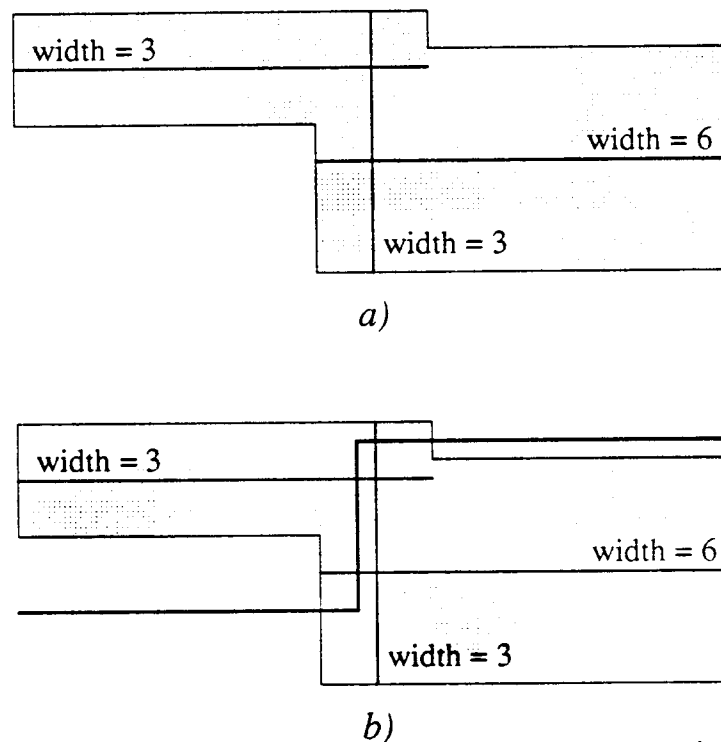 width = 3
width = 6
width = 3
a)
width = 3
width = 6
width = 3
b)